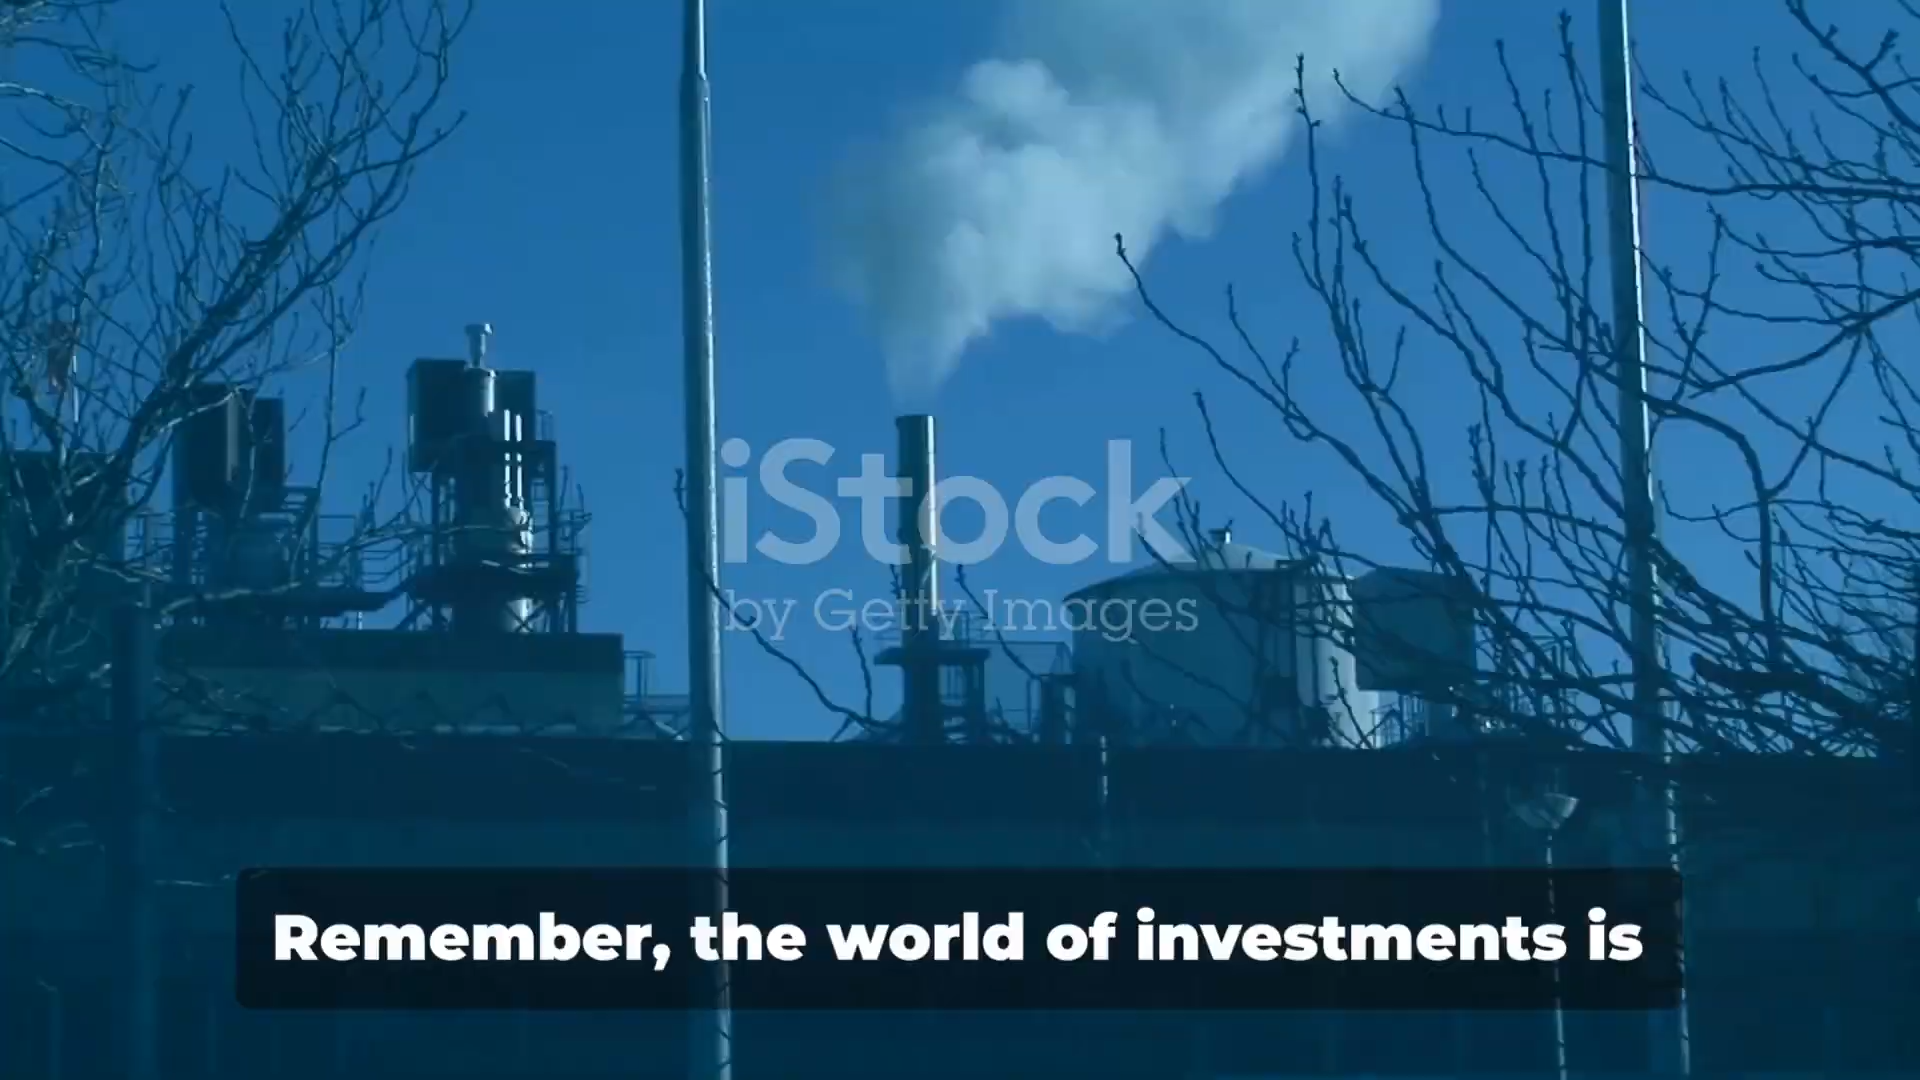 iStock
by Getty Images
Remember, the world of investments is